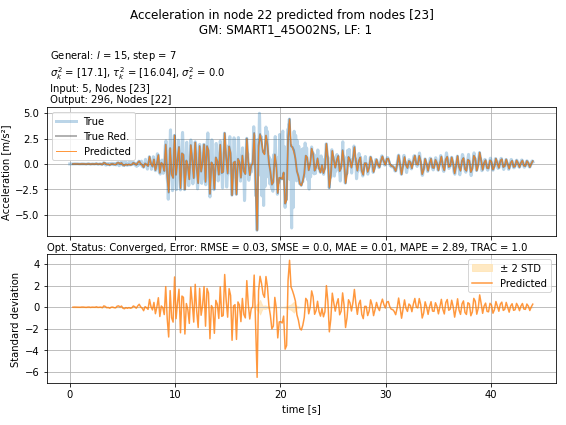 Acceleration in node 22 predicted from nodes [23]
GM: SMART1_45O02NS, LF: 1
General: l = 15, step = 7
σ²ₖ = [17.1], τ²ₖ = [16.04], σ²ε = 0.0
Input: 5, Nodes [23]
Output: 296, Nodes [22]
5.0
2.5
0.0
−2.5
−5.0
Acceleration [m/s²]
True
True Red.
Predicted
Opt. Status: Converged, Error: RMSE = 0.03, SMSE = 0.0, MAE = 0.01, MAPE = 2.89, TRAC = 1.0
4
2
0
−2
−4
−6
Standard deviation
± 2 STD
Predicted
0 10 20 30 40
time [s]